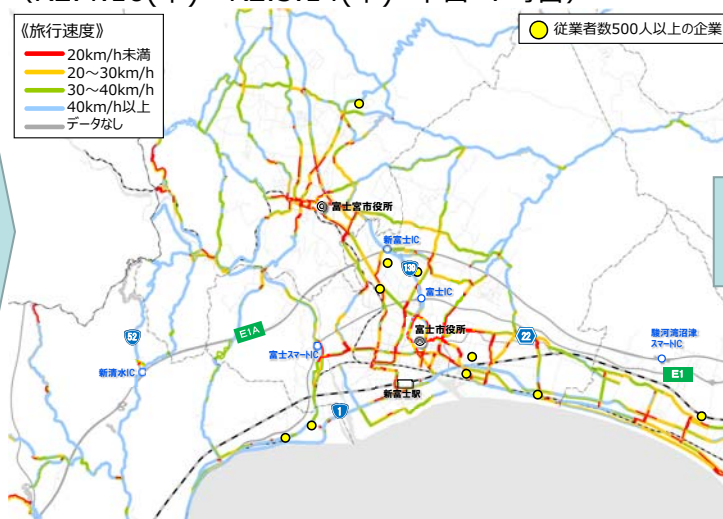 《旅行速度》
20km/h未満
20～30km/h
30～40km/h
40km/h以上
データなし
従業者数500人以上の企業
富士宮市役所
新富士IC
139
富士IC
富士市役所
22
駿河湾沼津
スマートIC
E1
52
E1A
新清水IC
富士スマートIC
新富士駅
1